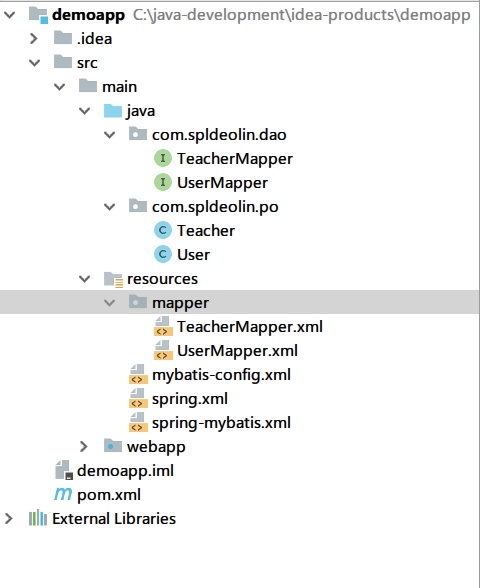 demoapp C:\java-development\idea-products\demoapp
.idea
src
main
java
com.spldeolin.dao
I TeacherMapper
I UserMapper
com.spldeolin.po
C Teacher
C User
resources
mapper
TeacherMapper.xml
UserMapper.xml
mybatis-config.xml
spring.xml
spring-mybatis.xml
webapp
demoapp.iml
m pom.xml
External Libraries